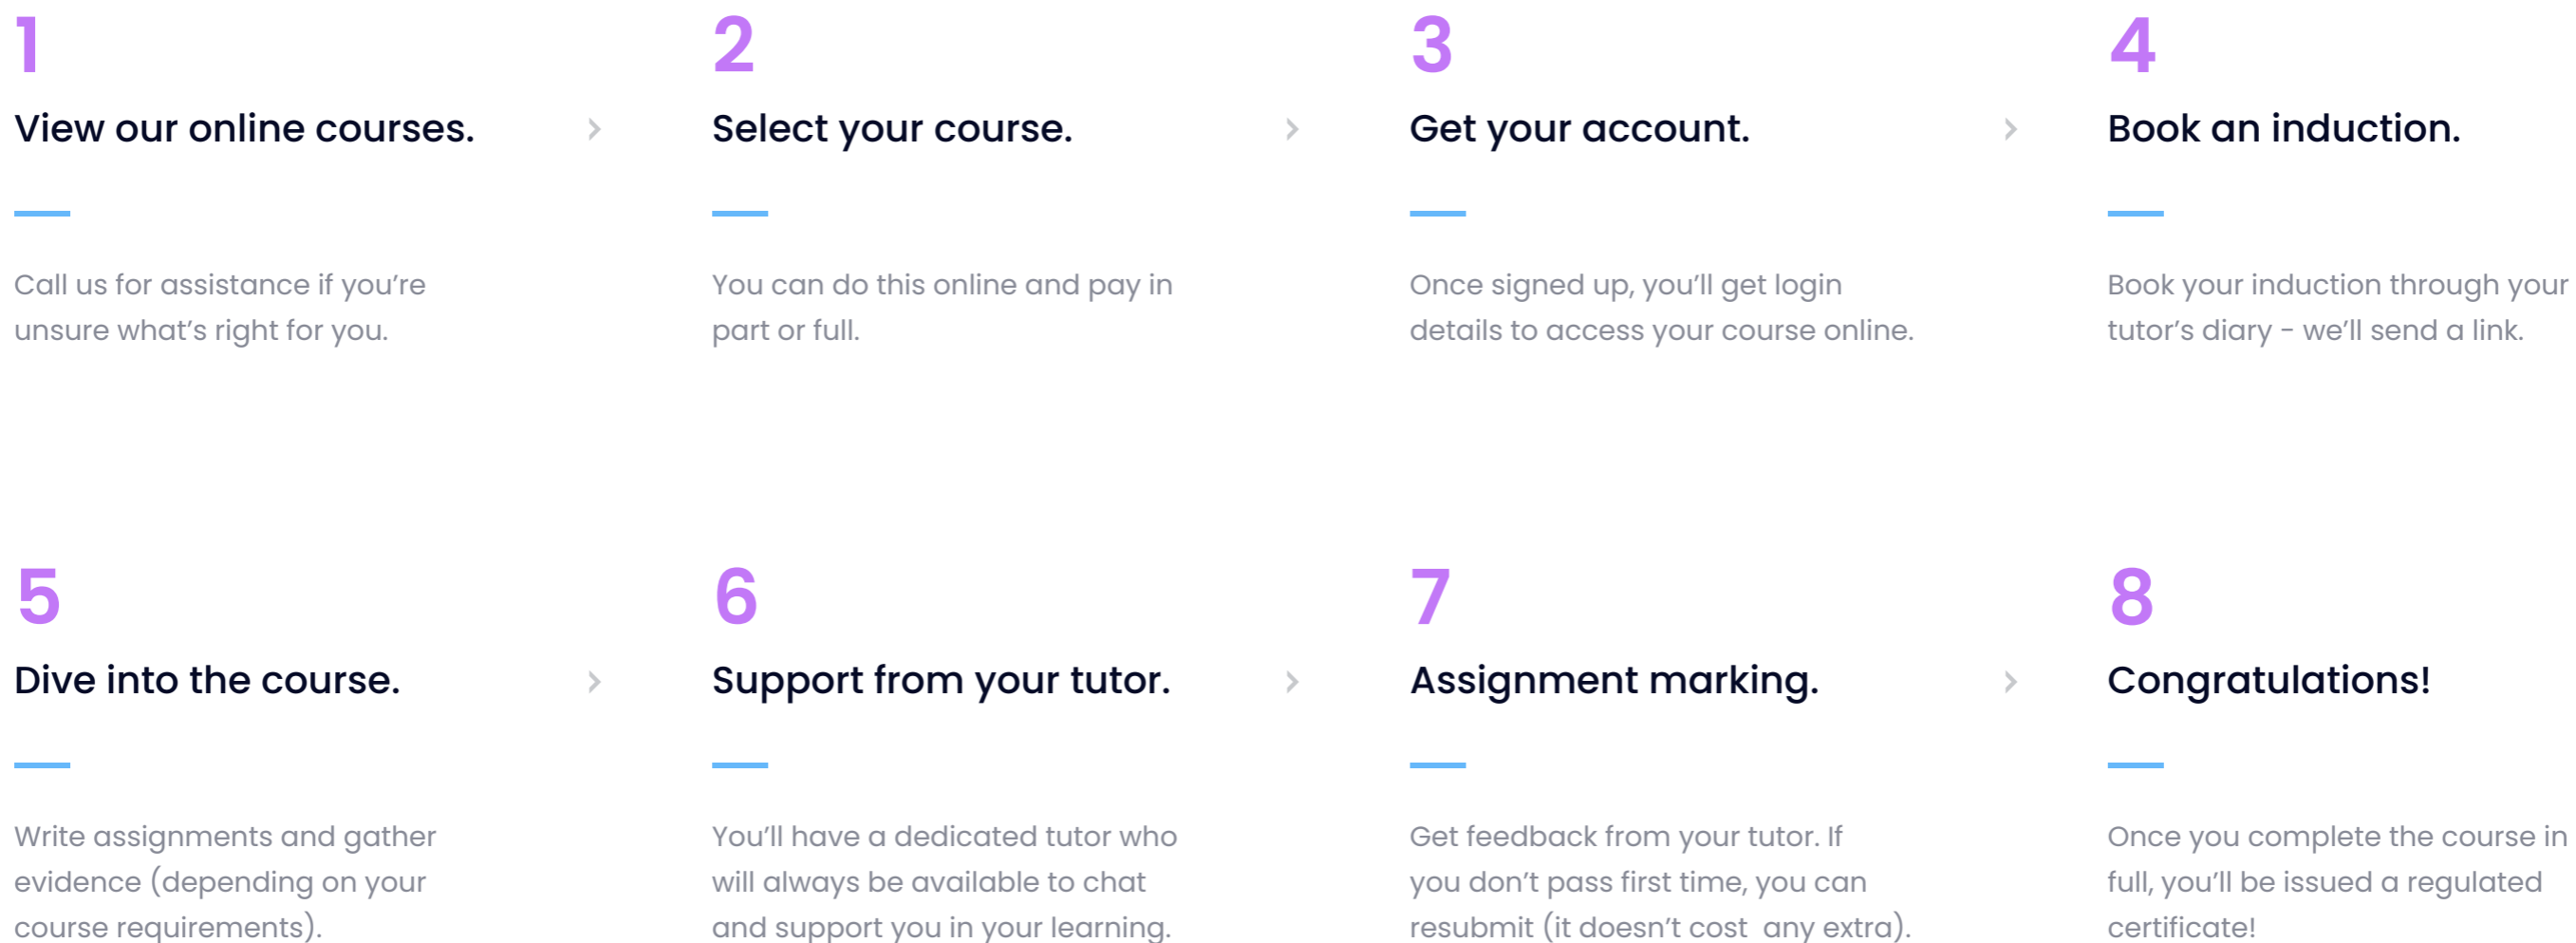 1
View our online courses.
Call us for assistance if you’re
unsure what’s right for you.
2
Select your course.
You can do this online and pay in
part or full.
3
Get your account.
Once signed up, you’ll get login
details to access your course online.
4
Book an induction.
Book your induction through your
tutor’s diary - we’ll send a link.
5
Dive into the course.
Write assignments and gather
evidence (depending on your
course requirements).
6
Support from your tutor.
You’ll have a dedicated tutor who
will always be available to chat
and support you in your learning.
7
Assignment marking.
Get feedback from your tutor. If
you don’t pass first time, you can
resubmit (it doesn’t cost  any extra).
8
Congratulations!
Once you complete the course in
full, you’ll be issued a regulated
certificate!